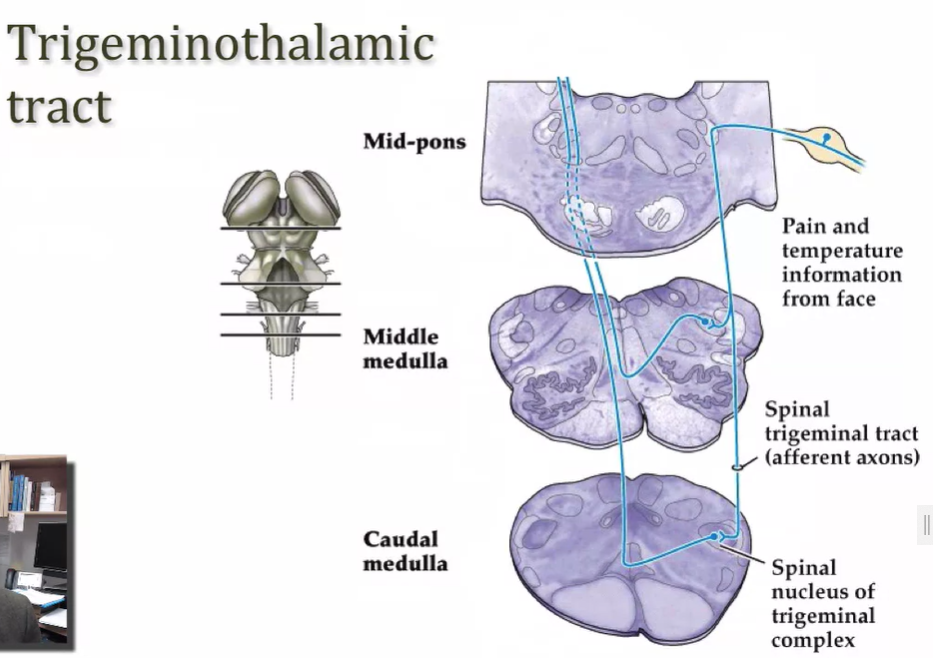 Trigeminothalamic
tract
Mid-pons
Pain and
temperature
information
from face
Middle
medulla
Spinal
trigeminal tract
(afferent axons)
Caudal
medulla
Spinal
nucleus of
trigeminal
complex